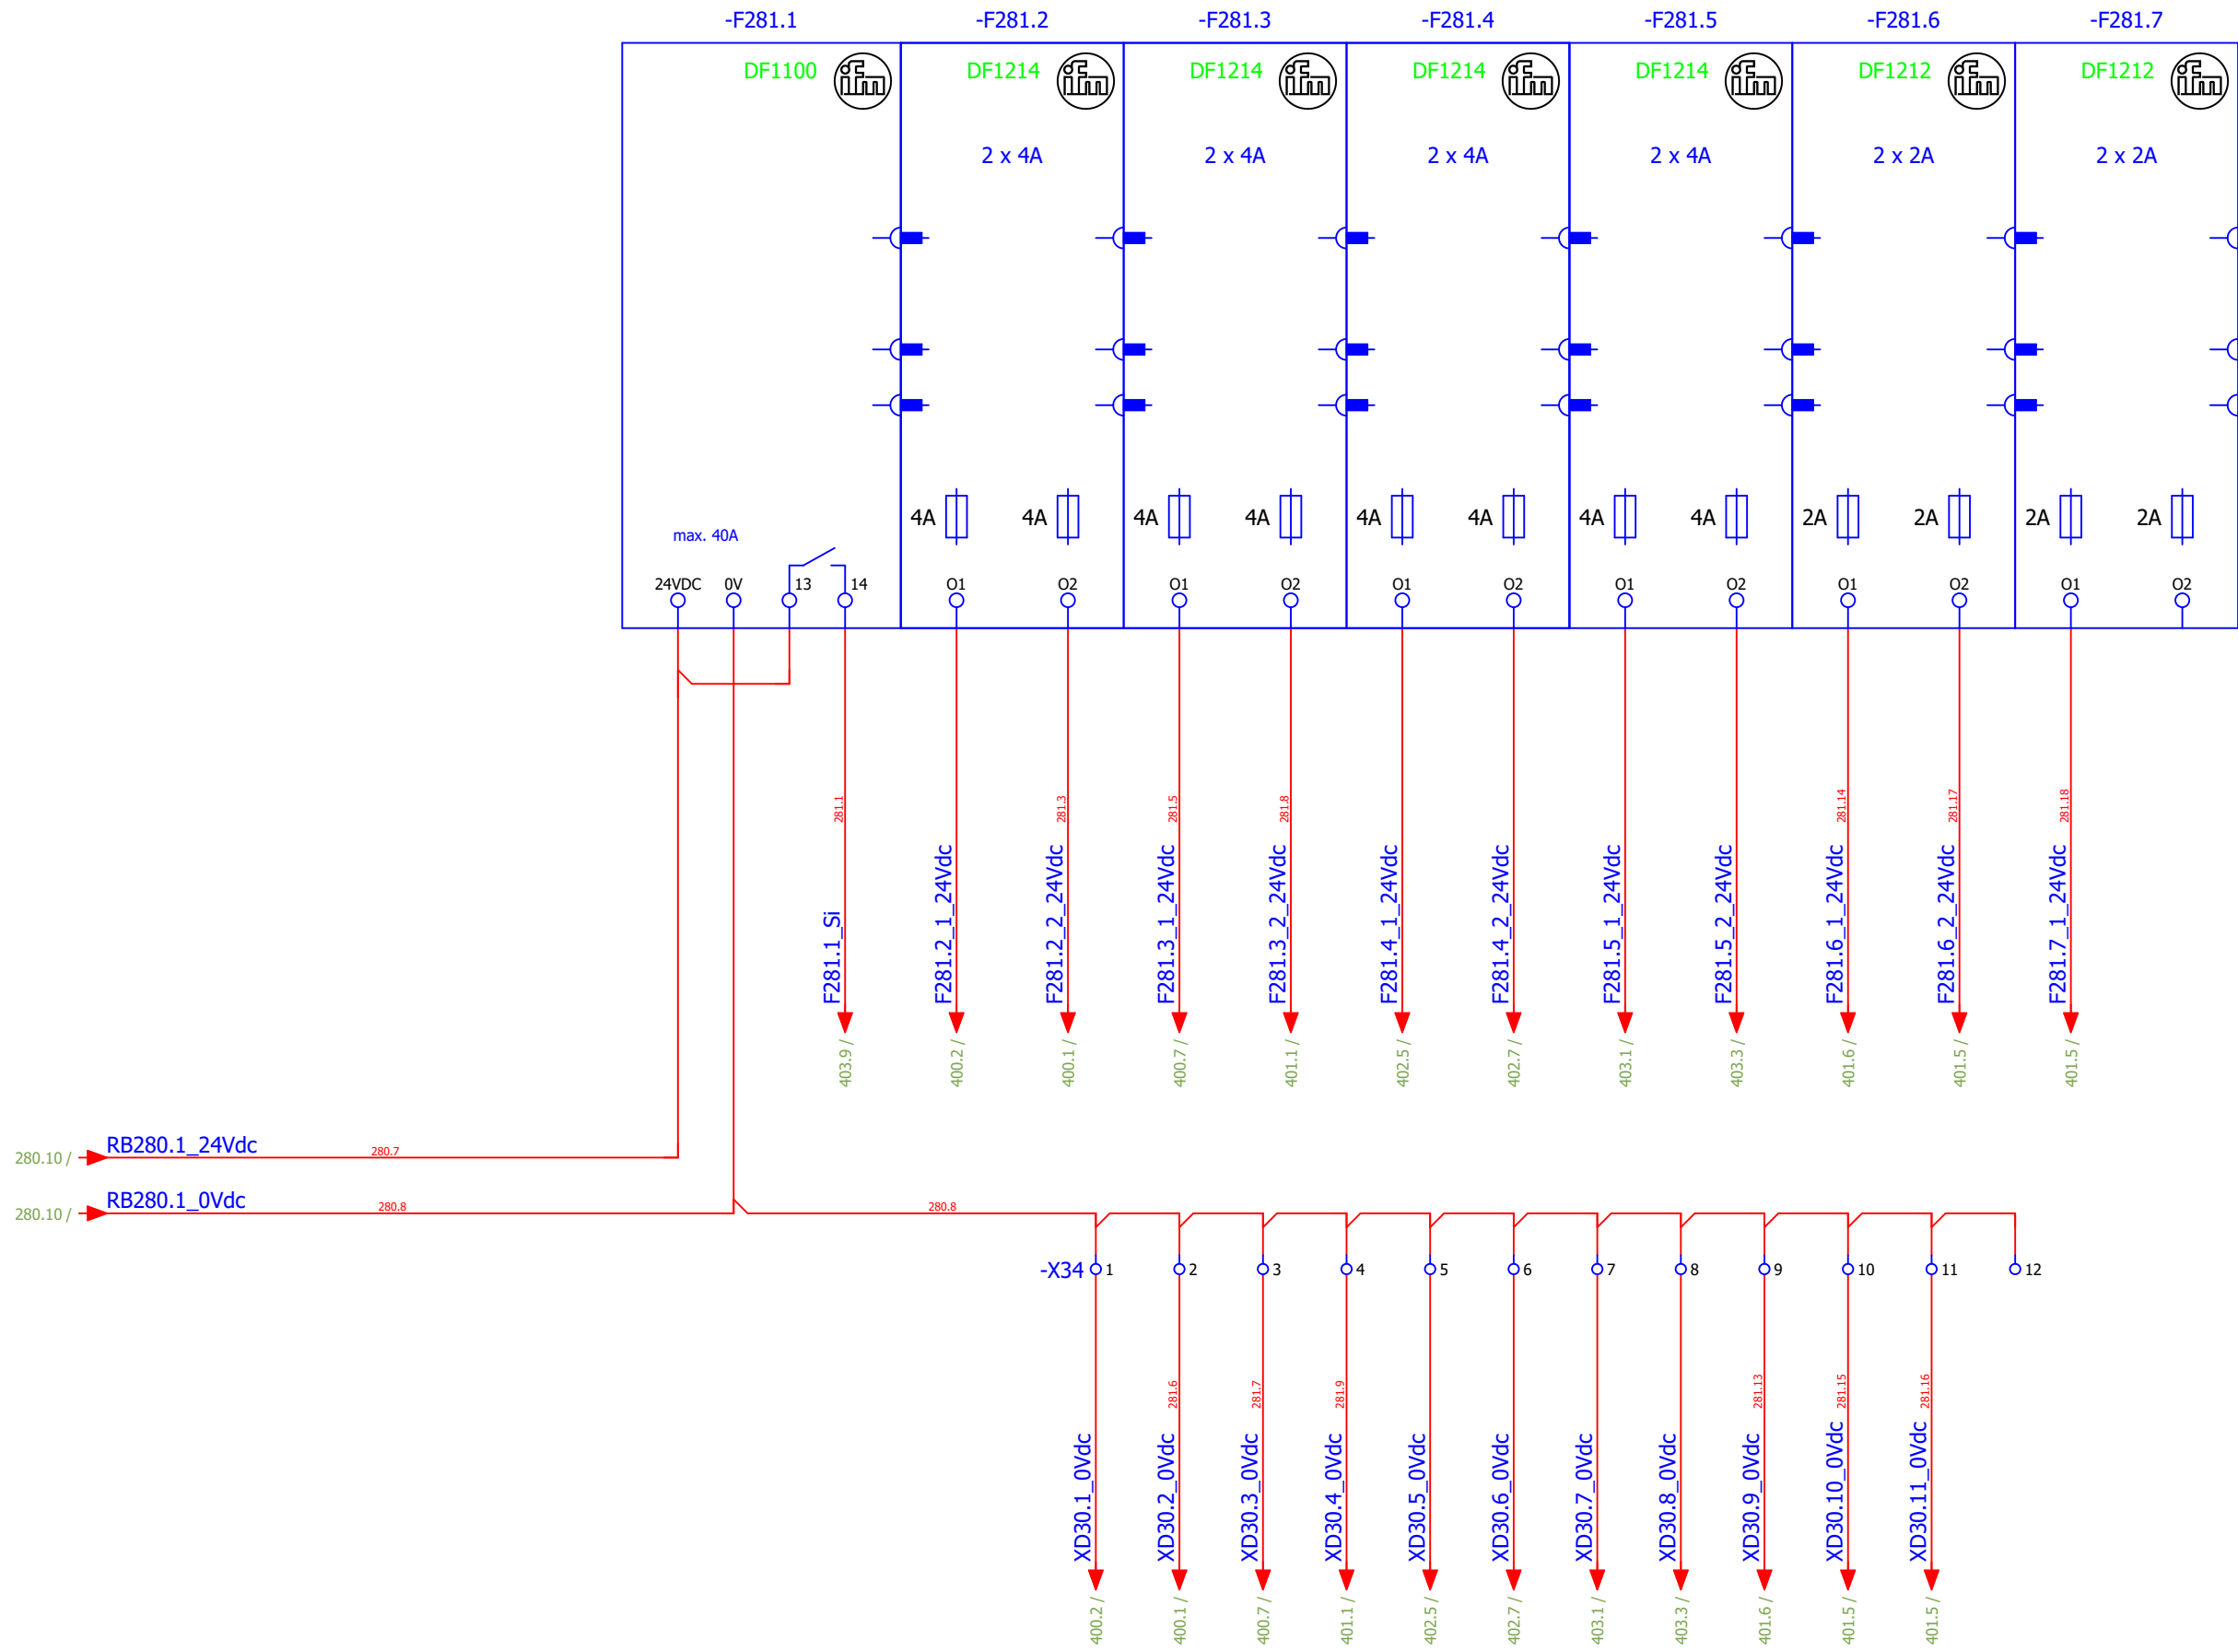 -F281.1 -F281.2 -F281.3 -F281.4 -F281.5 -F281.6 -F281.7
DF1100 ifm DF1214 ifm DF1214 ifm DF1214 ifm DF1214 ifm DF1212 ifm DF1212 ifm
2 x 4A 2 x 4A 2 x 4A 2 x 4A 2 x 2A 2 x 2A
4A 4A 4A 4A 4A 4A 4A 4A 2A 2A 2A 2A
max. 40A
24VDC 0V 13 14 O1 O2 O1 O2 O1 O2 O1 O2 O1 O2 O1 O2
281.1 281.3 281.5 281.8 281.14 281.17 281.18
F281.1_Si F281.2_1_24Vdc F281.2_2_24Vdc F281.3_1_24Vdc F281.3_2_24Vdc F281.4_1_24Vdc F281.4_2_24Vdc F281.5_1_24Vdc F281.5_2_24Vdc F281.6_1_24Vdc F281.6_2_24Vdc F281.7_1_24Vdc
403.9 / 400.2 / 400.1 / 400.7 / 401.1 / 402.5 / 402.7 / 403.1 / 403.3 / 401.6 / 401.5 / 401.5 /
280.10 / RB280.1_24Vdc 280.7
280.10 / RB280.1_0Vdc 280.8 280.8
-X34 1 2 3 4 5 6 7 8 9 10 11 12
281.6 281.7 281.9 281.13 281.15 281.16
XD30.1_0Vdc XD30.2_0Vdc XD30.3_0Vdc XD30.4_0Vdc XD30.5_0Vdc XD30.6_0Vdc XD30.7_0Vdc XD30.8_0Vdc XD30.9_0Vdc XD30.10_0Vdc XD30.11_0Vdc
400.2 / 400.1 / 400.7 / 401.1 / 402.5 / 402.7 / 403.1 / 403.3 / 401.6 / 401.5 / 401.5 /